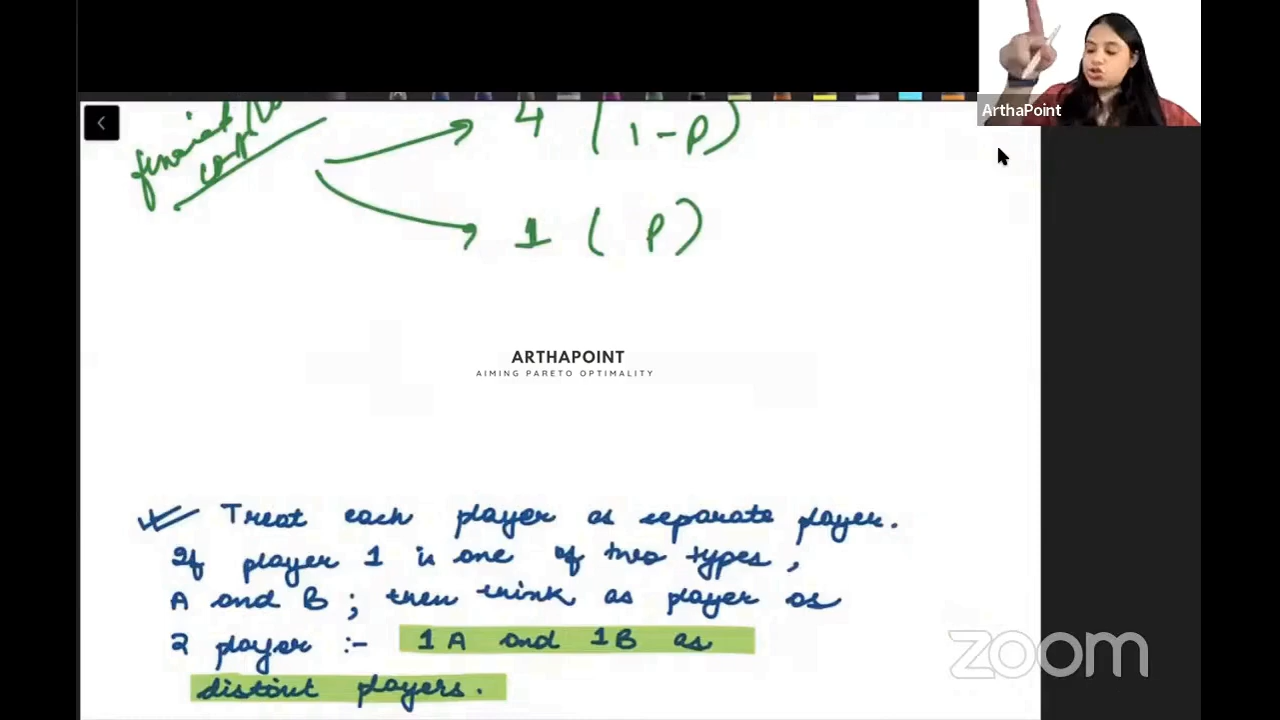 ArthaPoint
4 (1-P)
1 (P)
ARTHAPOINT
AIMING PARETO OPTIMALITY
Treat each player as separate player.
If player 1 is one of two types,
A and B; then think as player as
2 player :- 1A and 1B as
distinct players.
zoom